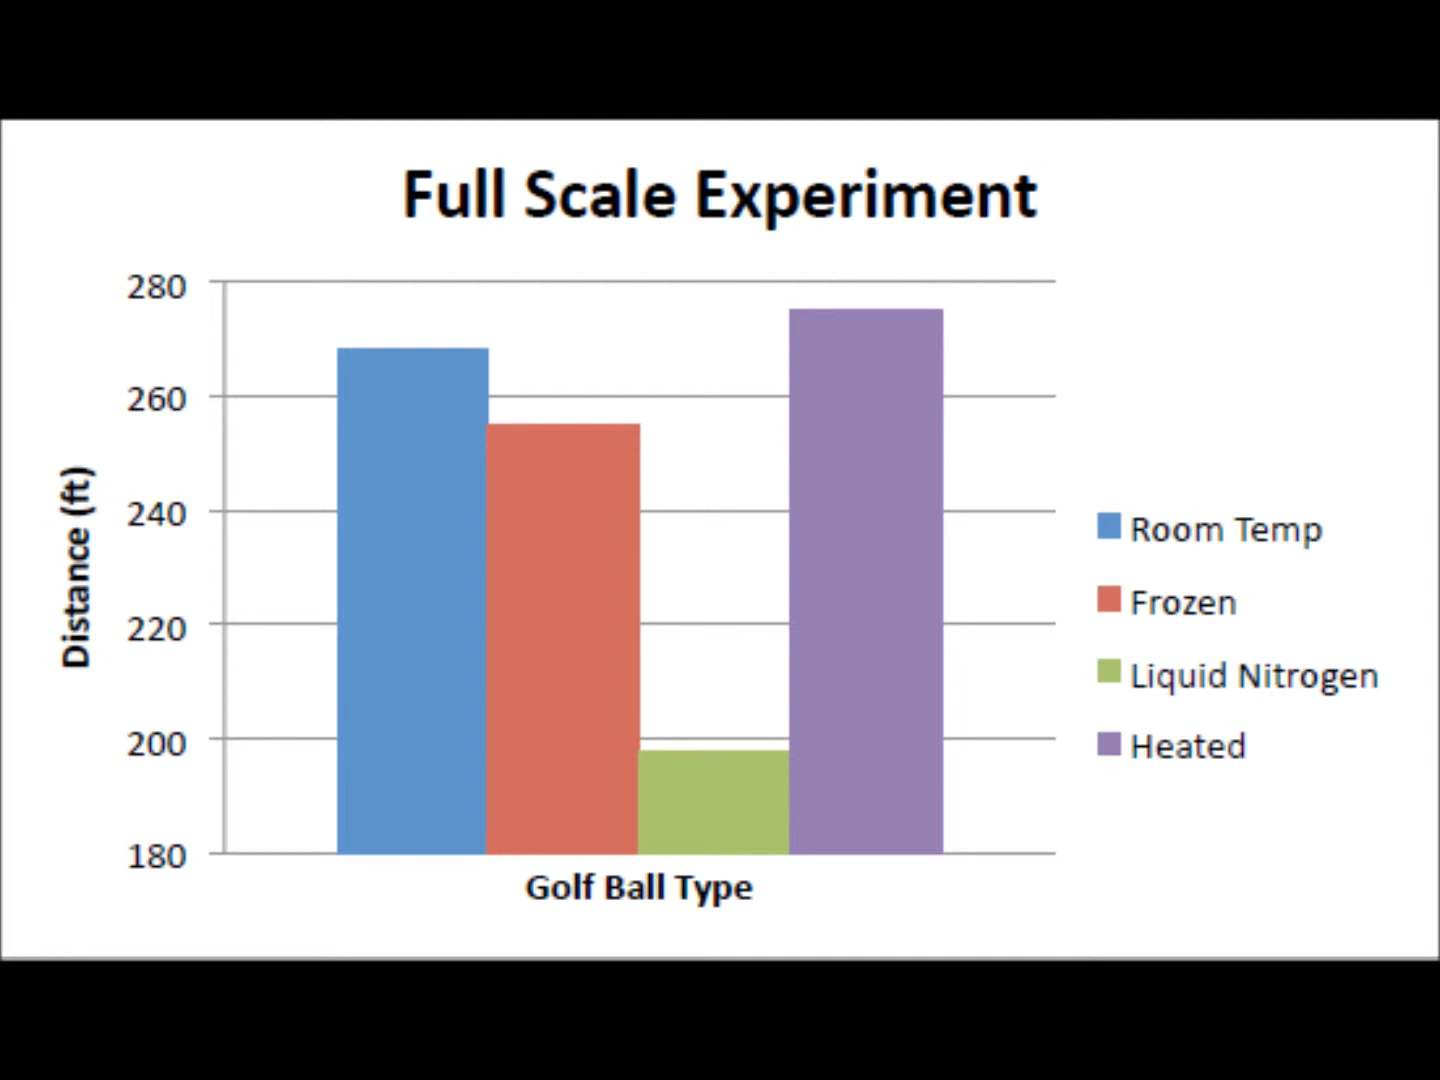 Full Scale Experiment
280
260
240
220
200
180
Distance (ft)
Golf Ball Type
Room Temp
Frozen
Liquid Nitrogen
Heated